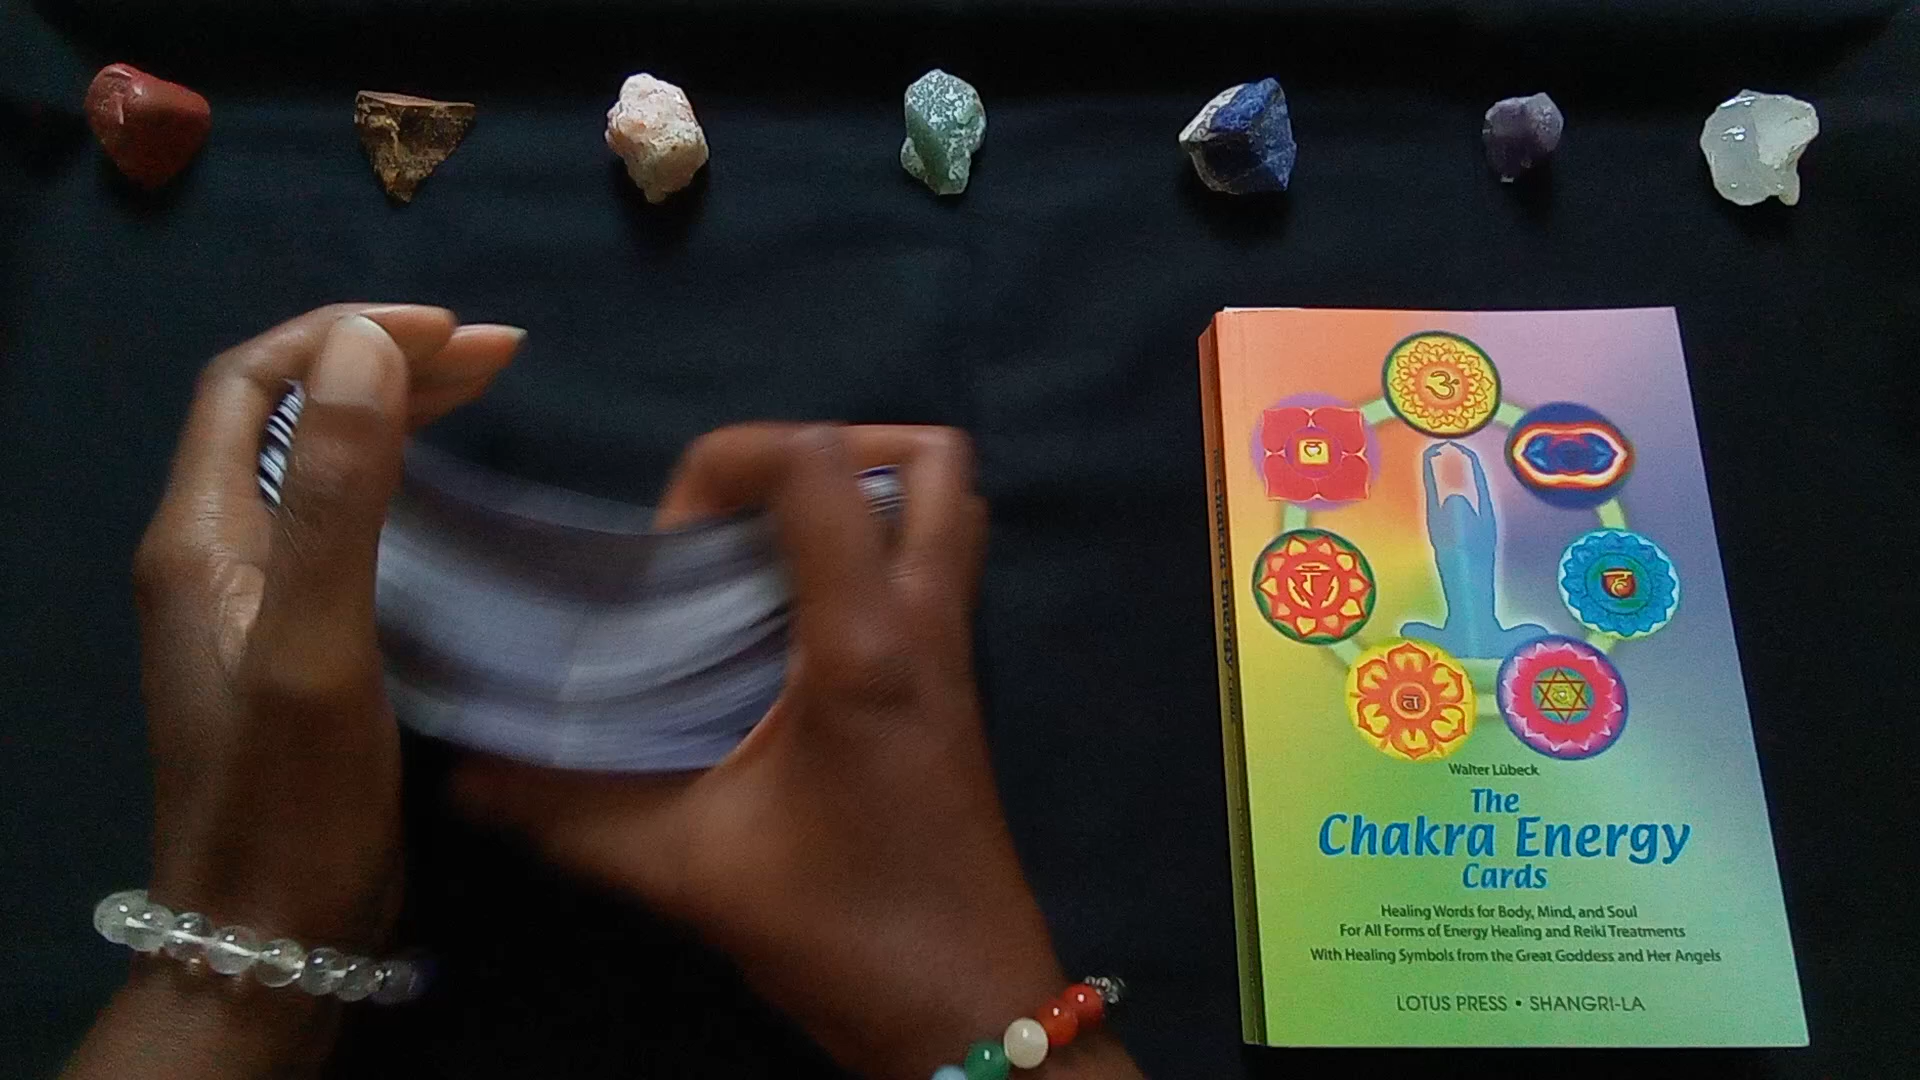 Walter Lübeck
The
Chakra Energy
Cards
Healing Words for Body, Mind, and Soul
For All Forms of Energy Healing and Reiki Treatments
With Healing Symbols from the Great Goddess and Her Angels
LOTUS PRESS • SHANGRI-LA
ॐ
लं
रं
हं
वं